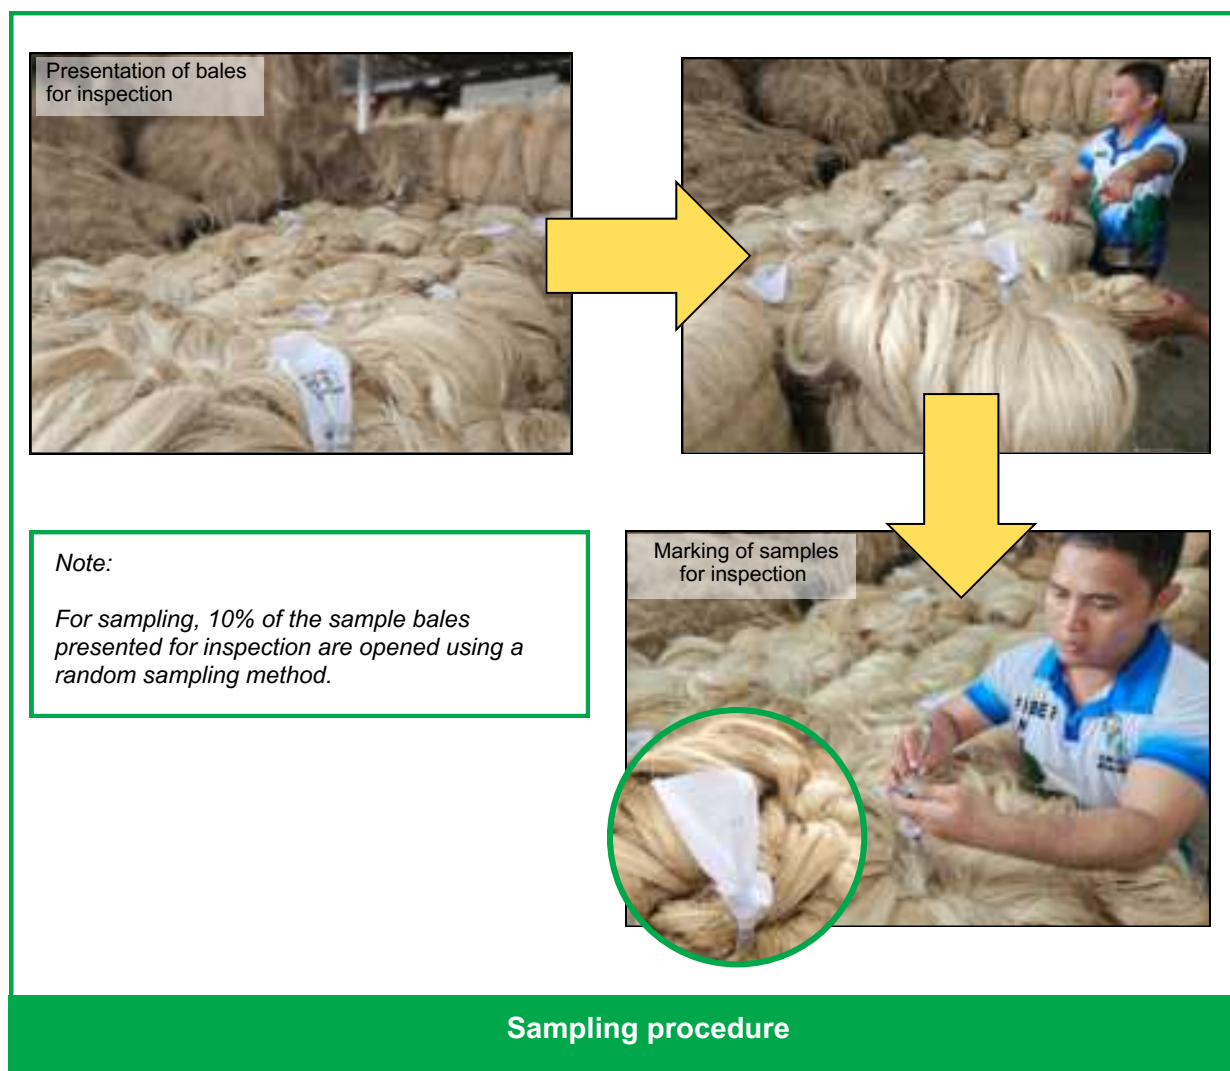 Presentation of bales
for inspection
Note:
For sampling, 10% of the sample bales
presented for inspection are opened using a
random sampling method.
Marking of samples
for inspection
Sampling procedure